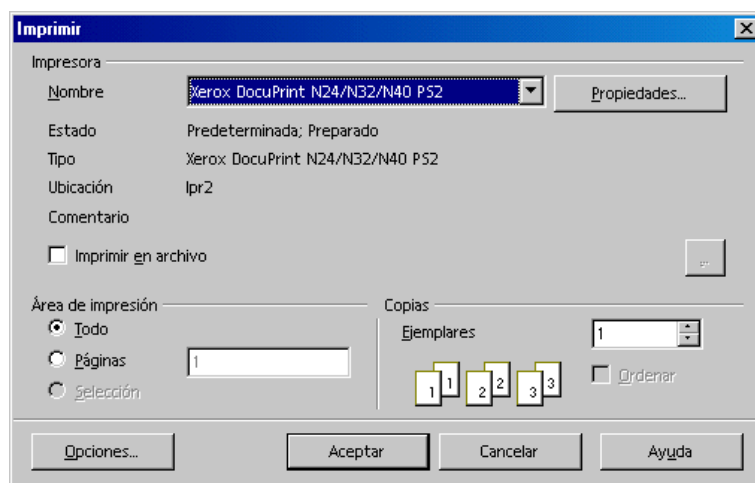 Imprimir
Impresora
Nombre Xerox DocuPrint N24/N32/N40 PS2 Propiedades...
Estado Predeterminada; Preparado
Tipo Xerox DocuPrint N24/N32/N40 PS2
Ubicación lpr2
Comentario
Imprimir en archivo ...
Área de impresión Copias
Todo Ejemplares 1
Páginas 1 Ordenar
Selección 1 1 2 2 3 3
Opciones... Aceptar Cancelar Ayuda